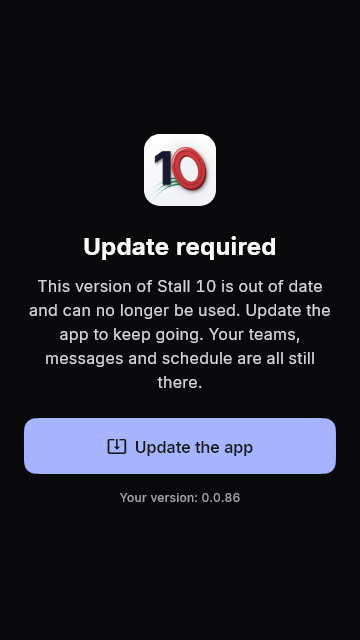 10
Update required
This version of Stall 10 is out of date
and can no longer be used. Update the
app to keep going. Your teams,
messages and schedule are all still
there.
Update the app
Your version: 0.0.86